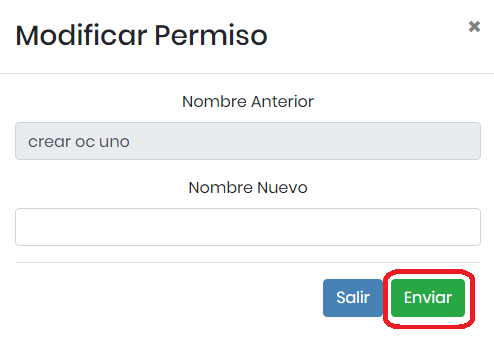 Modificar Permiso
Nombre Anterior
crear oc uno
Nombre Nuevo
Salir Enviar